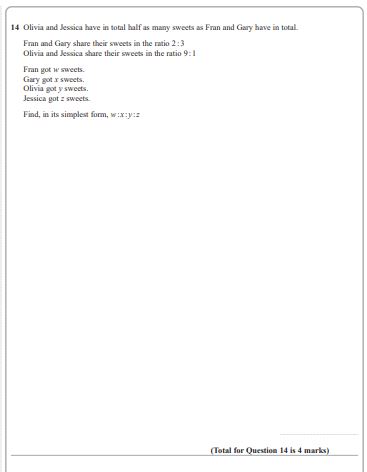 14 Olivia and Jessica have in total half as many sweets as Fran and Gary have in total.
Fran and Gary share their sweets in the ratio 2:3
Olivia and Jessica share their sweets in the ratio 9:1
Fran got w sweets.
Gary got x sweets.
Olivia got y sweets.
Jessica got z sweets.
Find, in its simplest form, w:x:y:z
(Total for Question 14 is 4 marks)